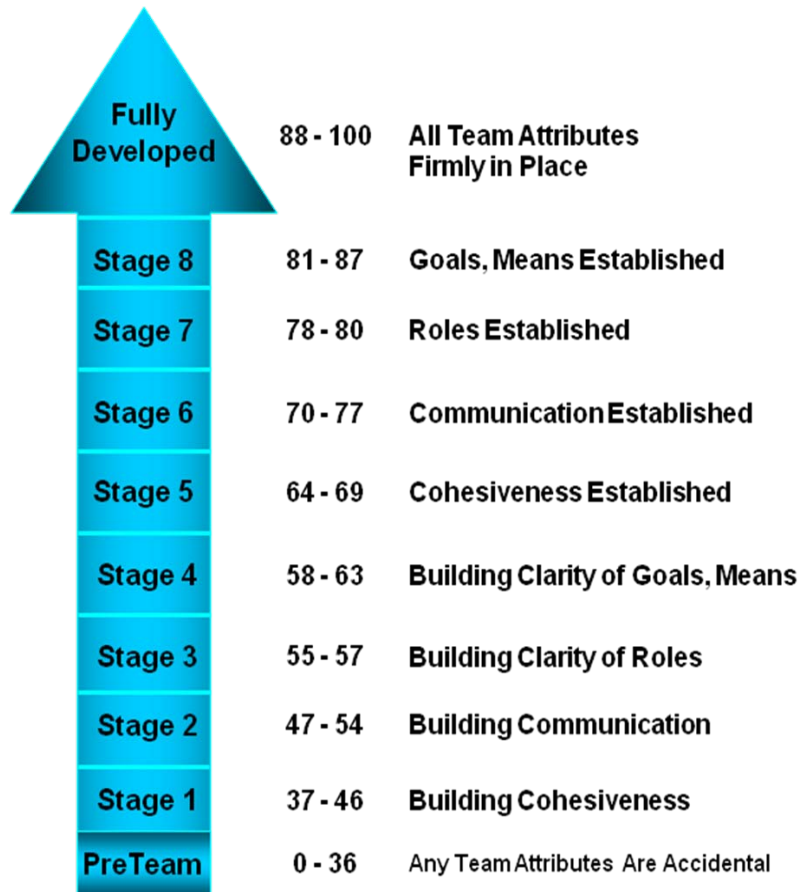 Fully
Developed
88 - 100
All Team Attributes
Firmly in Place
Stage 8
81 - 87
Goals, Means Established
Stage 7
78 - 80
Roles Established
Stage 6
70 - 77
Communication Established
Stage 5
64 - 69
Cohesiveness Established
Stage 4
58 - 63
Building Clarity of Goals, Means
Stage 3
55 - 57
Building Clarity of Roles
Stage 2
47 - 54
Building Communication
Stage 1
37 - 46
Building Cohesiveness
PreTeam
0 - 36
Any Team Attributes Are Accidental